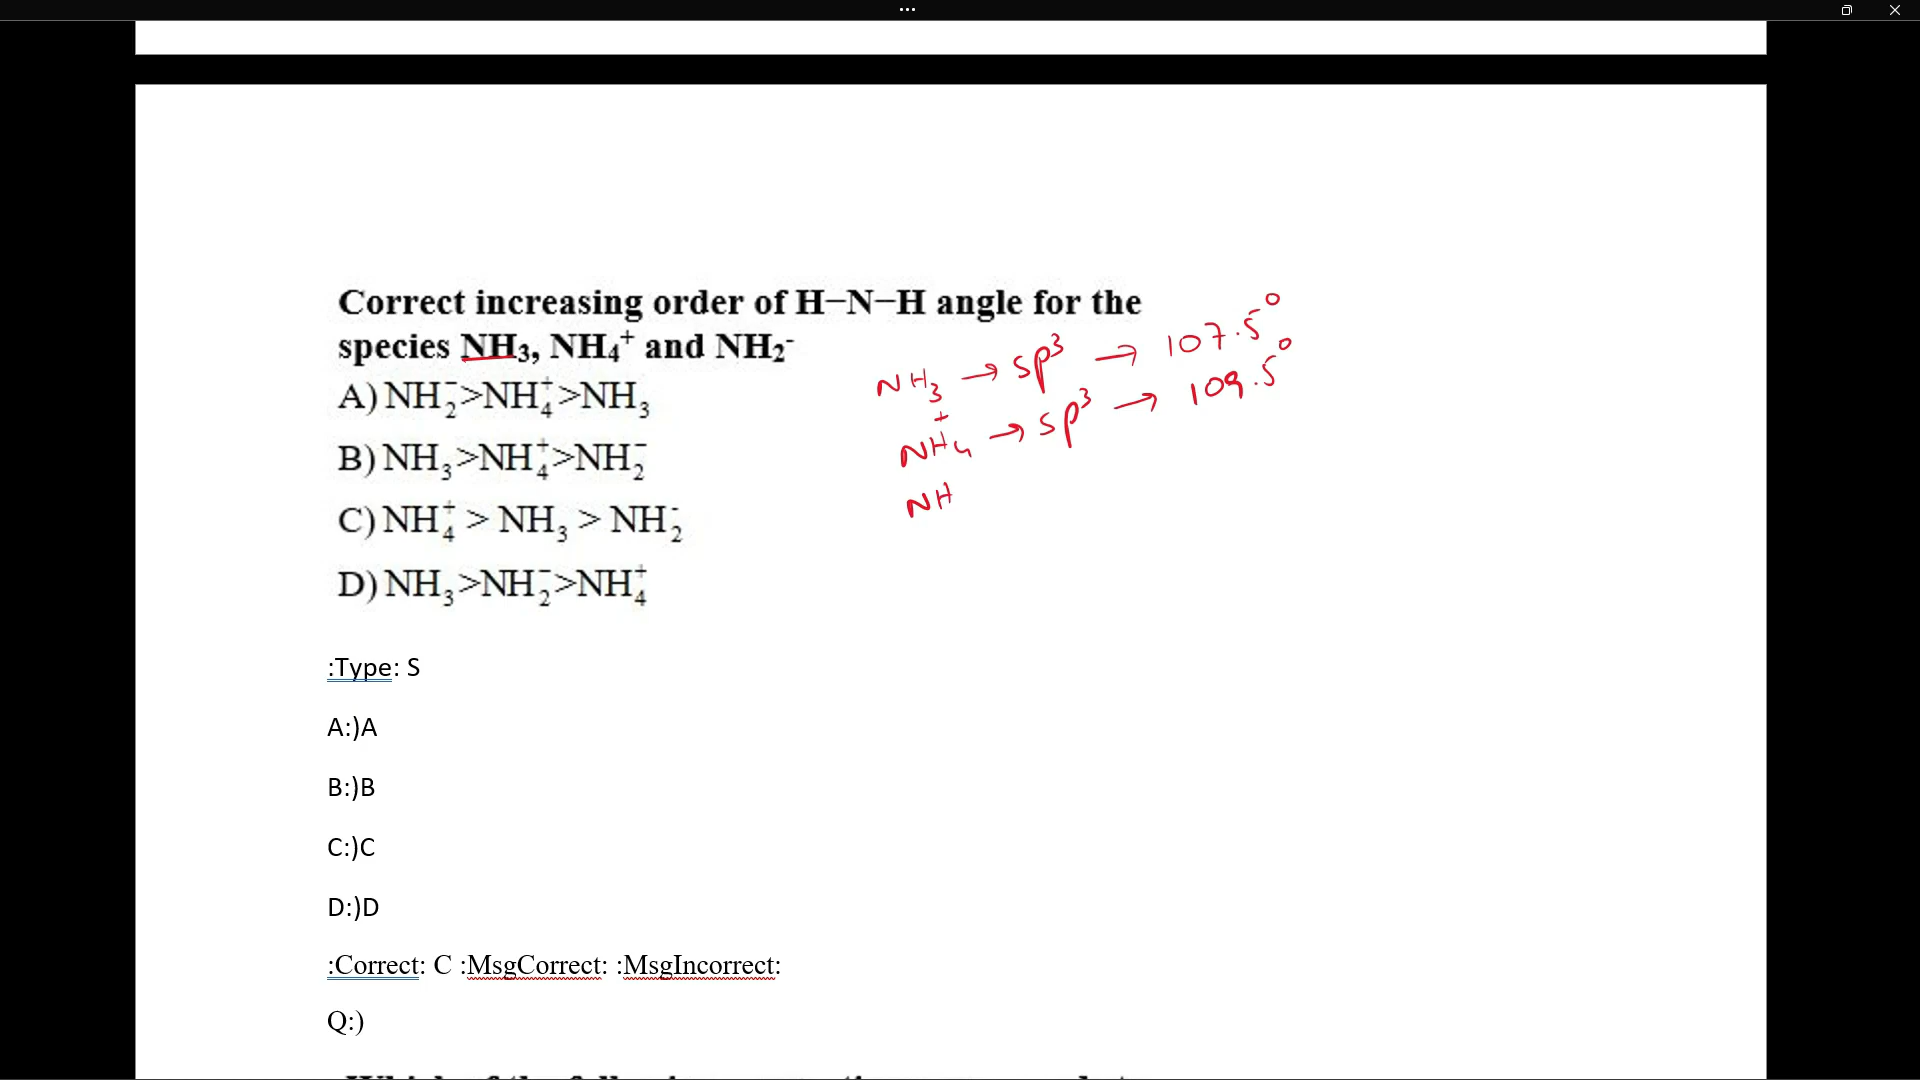 Correct increasing order of H−N−H angle for the
species NH₃, NH₄⁺ and NH₂⁻
A) NH₂⁻>NH₄⁺>NH₃
B) NH₃>NH₄⁺>NH₂⁻
C) NH₄⁺ > NH₃ > NH₂⁻
D) NH₃>NH₂⁻>NH₄⁺
NH₃ → sp³ → 107.5°
NH₄⁺ → sp³ → 109.5°
NH
:Type: S
A:)A
B:)B
C:)C
D:)D
:Correct: C :MsgCorrect: :MsgIncorrect:
Q:)